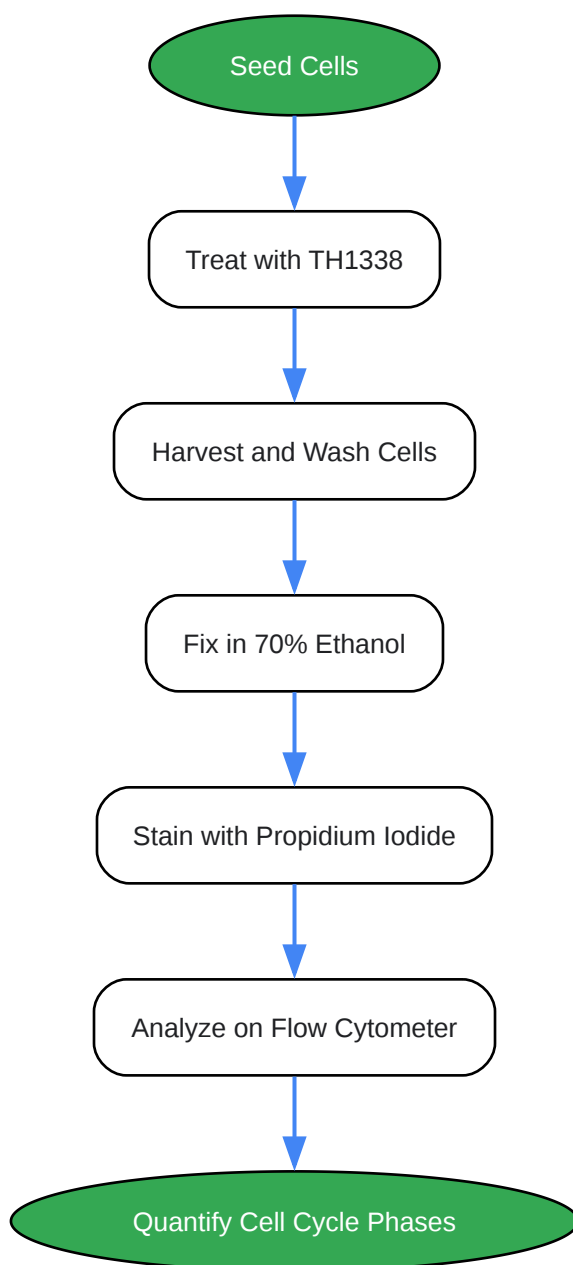 Seed Cells
Treat with TH1338
Harvest and Wash Cells
Fix in 70% Ethanol
Stain with Propidium Iodide
Analyze on Flow Cytometer
Quantify Cell Cycle Phases